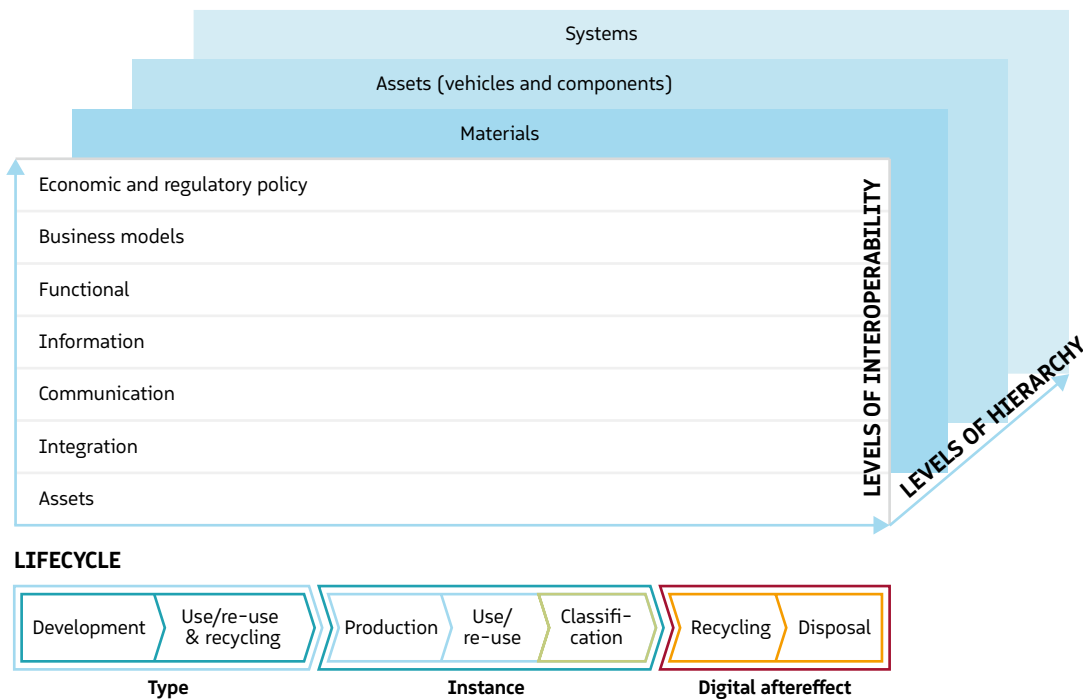 Systems
Assets (vehicles and components)
Materials
Economic and regulatory policy
Business models
Functional
Information
Communication
Integration
Assets
LEVELS OF INTEROPERABILITY
LEVELS OF HIERARCHY
LIFECYCLE
Development
Use/re-use
& recycling
Production
Use/
re-use
Classifi-
cation
Recycling
Disposal
Type
Instance
Digital aftereffect